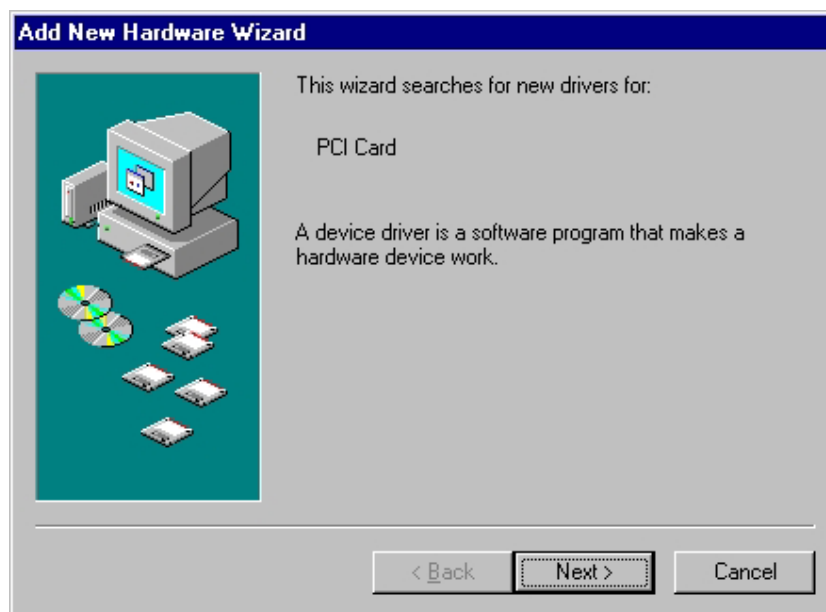 Add New Hardware Wizard
This wizard searches for new drivers for:
PCI Card
A device driver is a software program that makes a
hardware device work.
< Back
Next >
Cancel